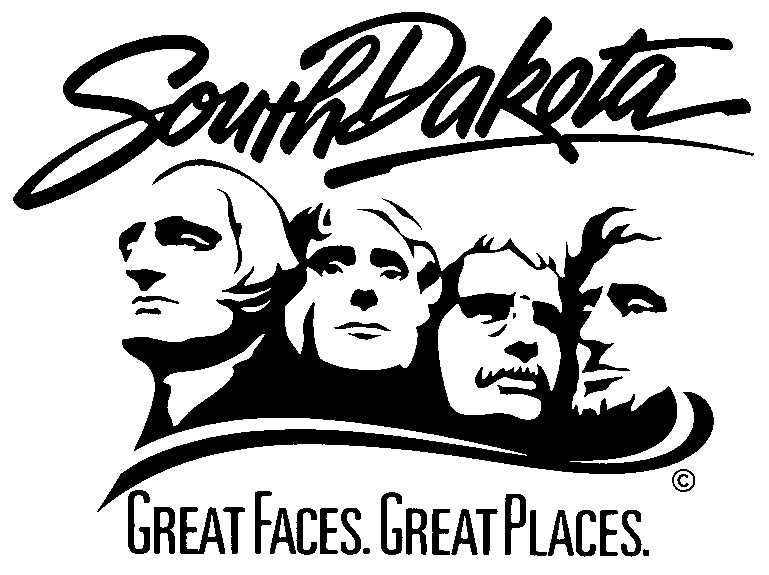 South Dakota
©
GREAT FACES. GREAT PLACES.